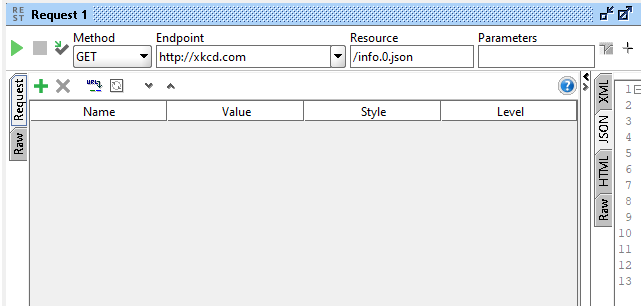 RE
ST
Request 1
Method
Endpoint
Resource
Parameters
GET
http://xkcd.com
/info.0.json
Request
Raw
URL
?
Name
Value
Style
Level
XML
JSON
HTML
Raw
1
2
3
4
5
6
7
8
9
10
11
12
13